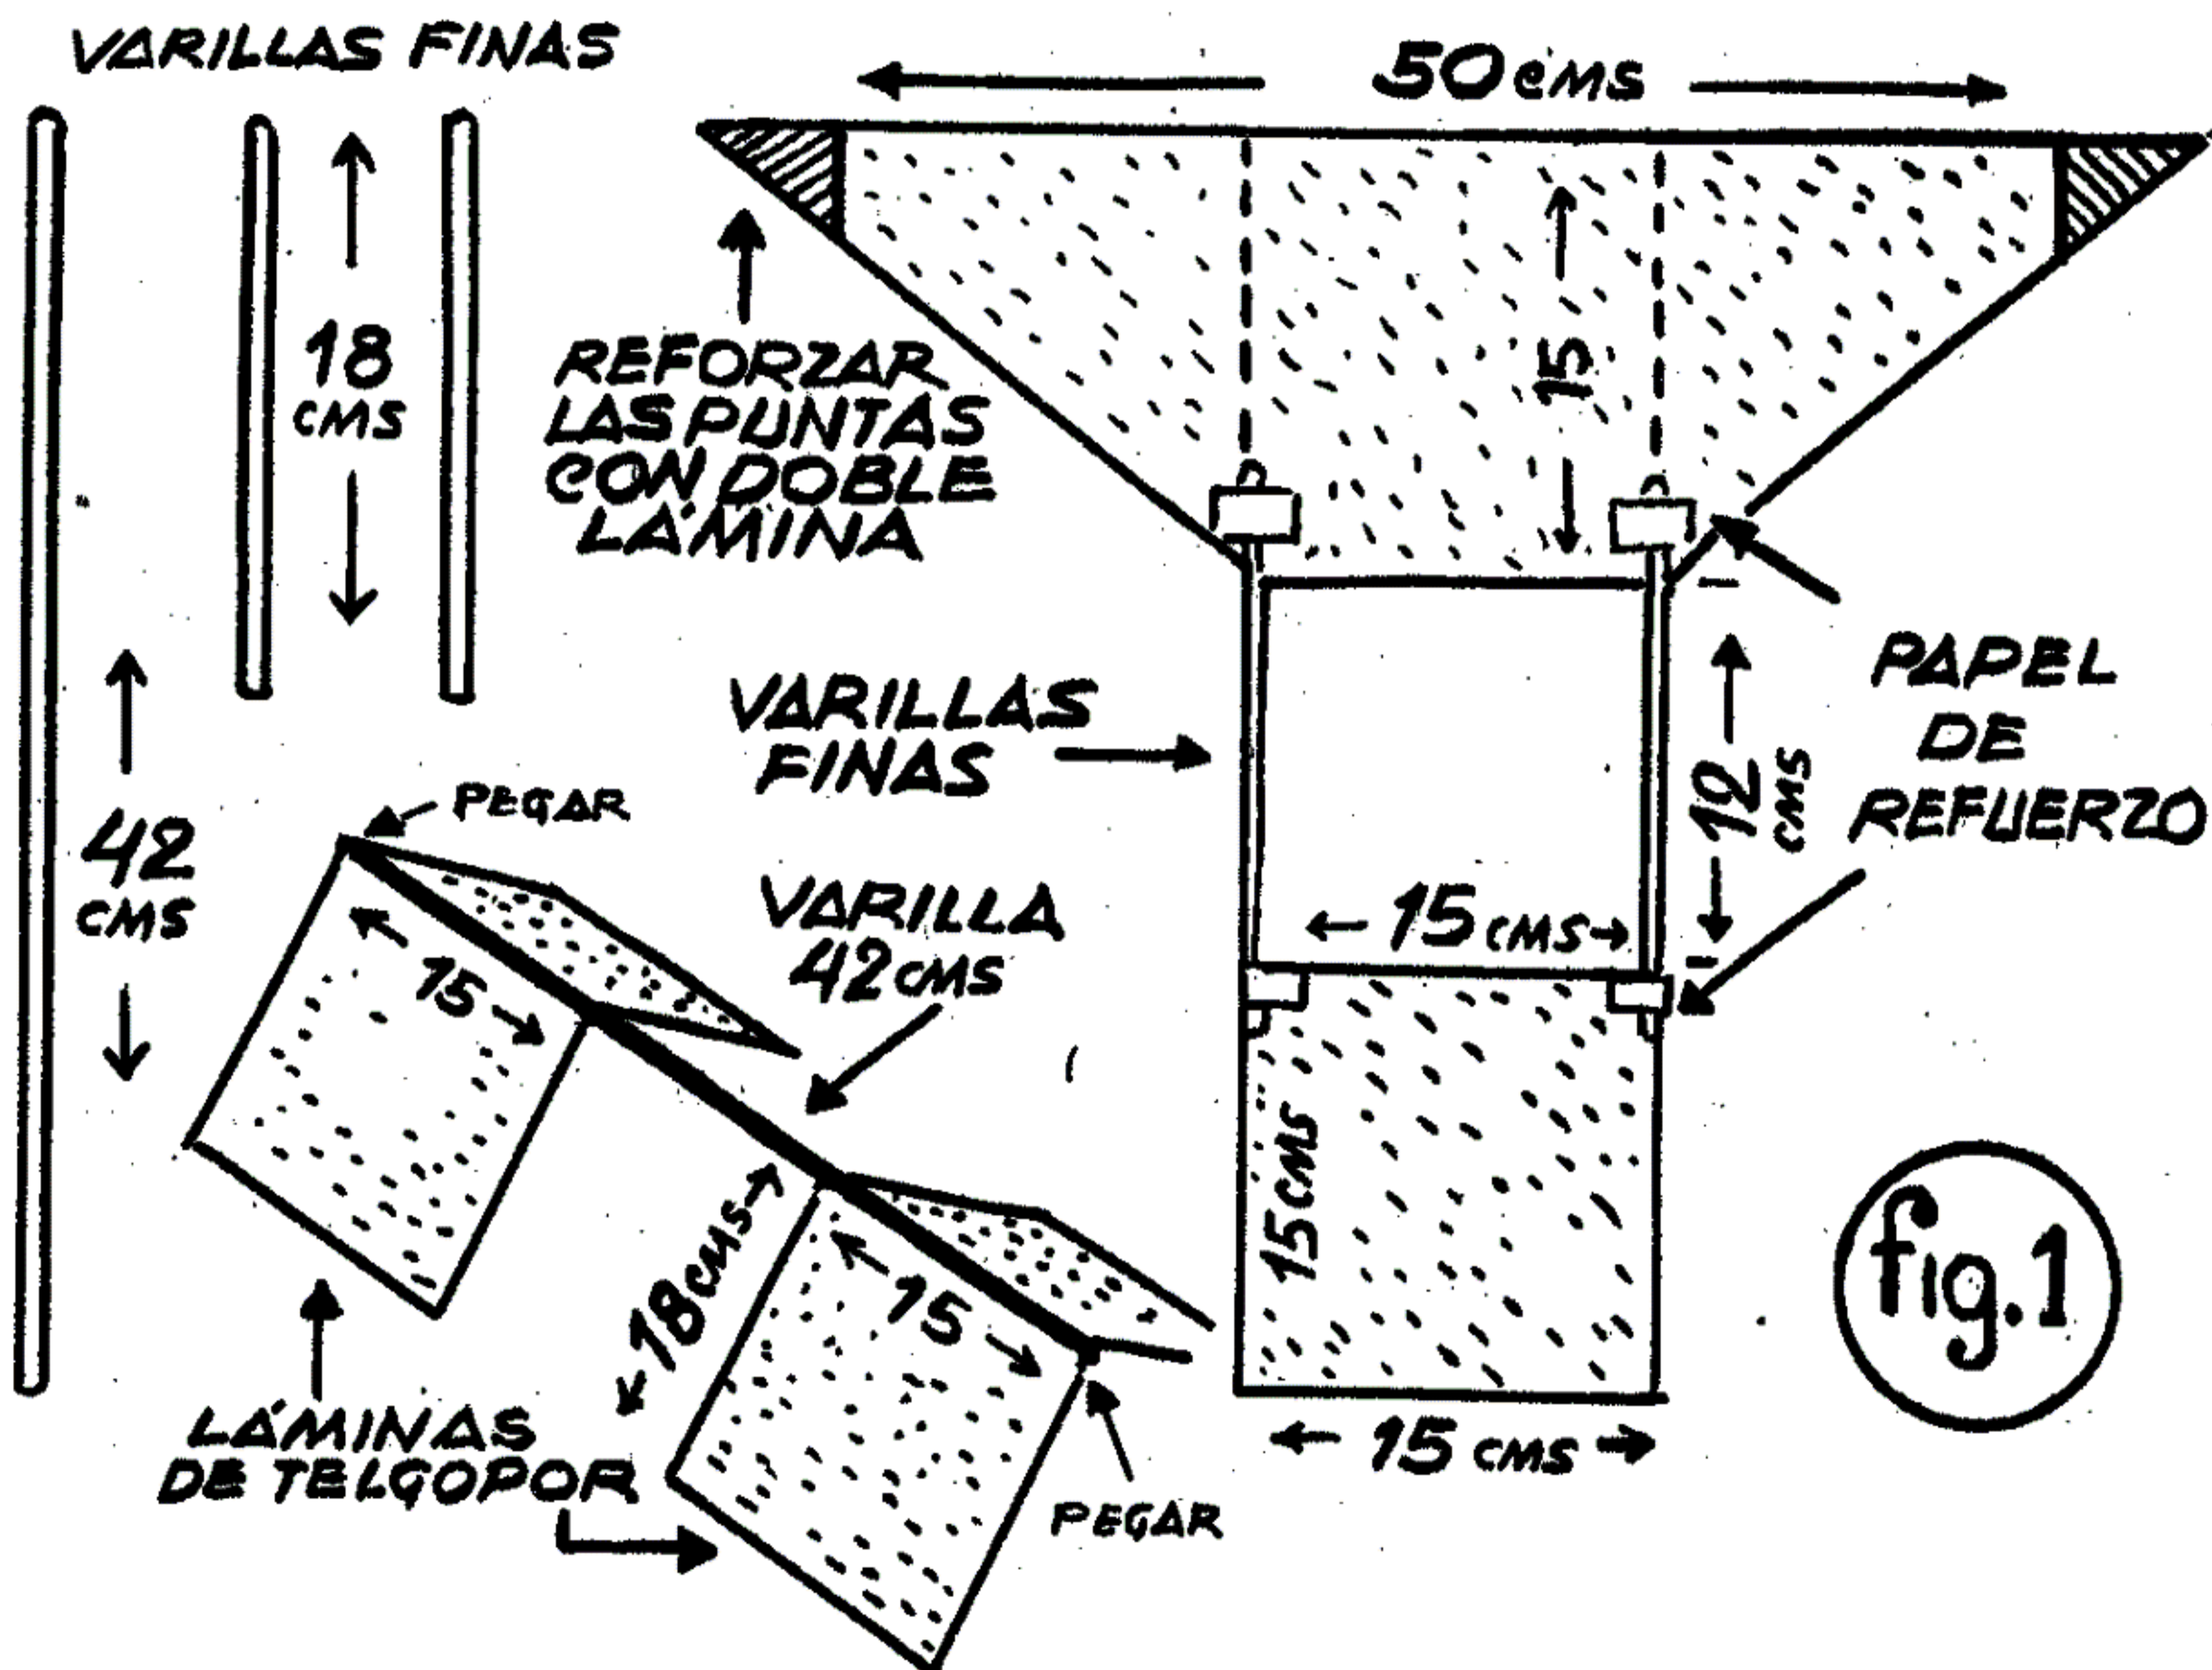 VARILLAS FINAS
50 CMS
18
CMS
REFORZAR
LAS PUNTAS
CON DOBLE
LÁMINA
15
VARILLAS
FINAS
12
CMS
PAPEL
DE
REFUERZO
42
CMS
PEGAR
15
VARILLA
42 CMS
15 CMS
15 CMS
18 CMS
15
LÁMINAS
DE TELGOPOR
PEGAR
15 CMS
fig.1